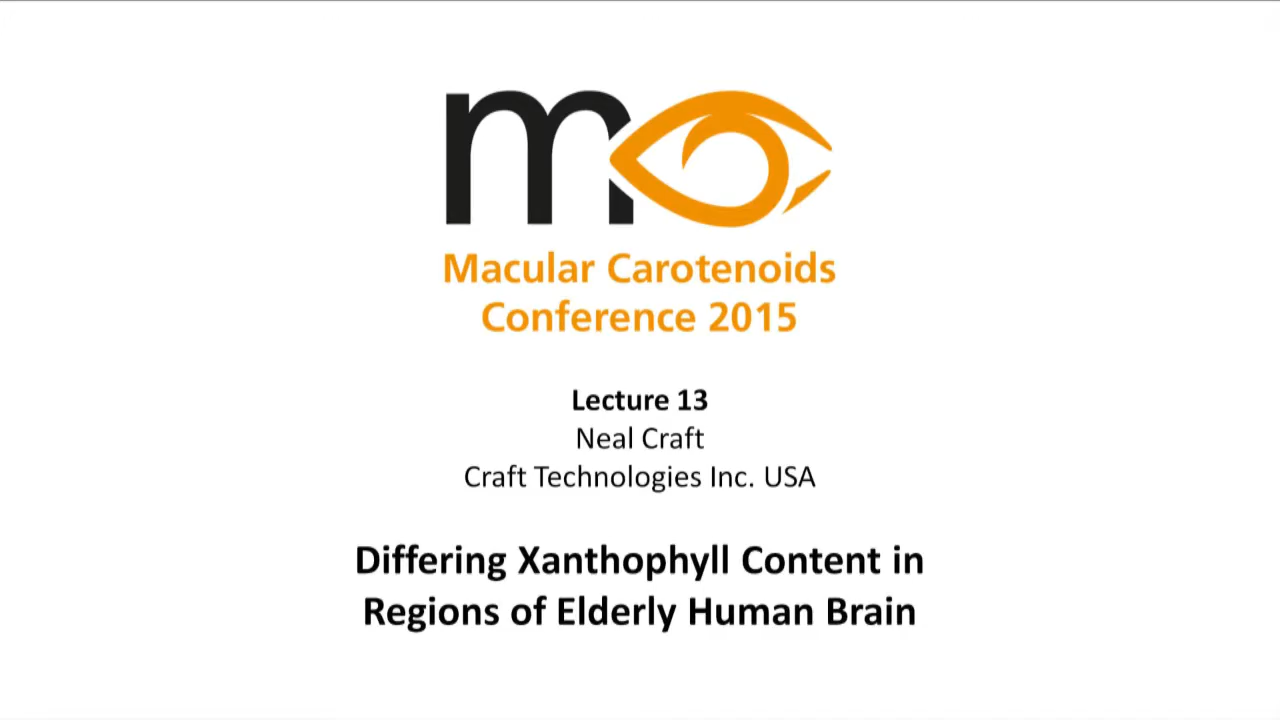 mc
Macular Carotenoids
Conference 2015
Lecture 13
Neal Craft
Craft Technologies Inc. USA
Differing Xanthophyll Content in
Regions of Elderly Human Brain